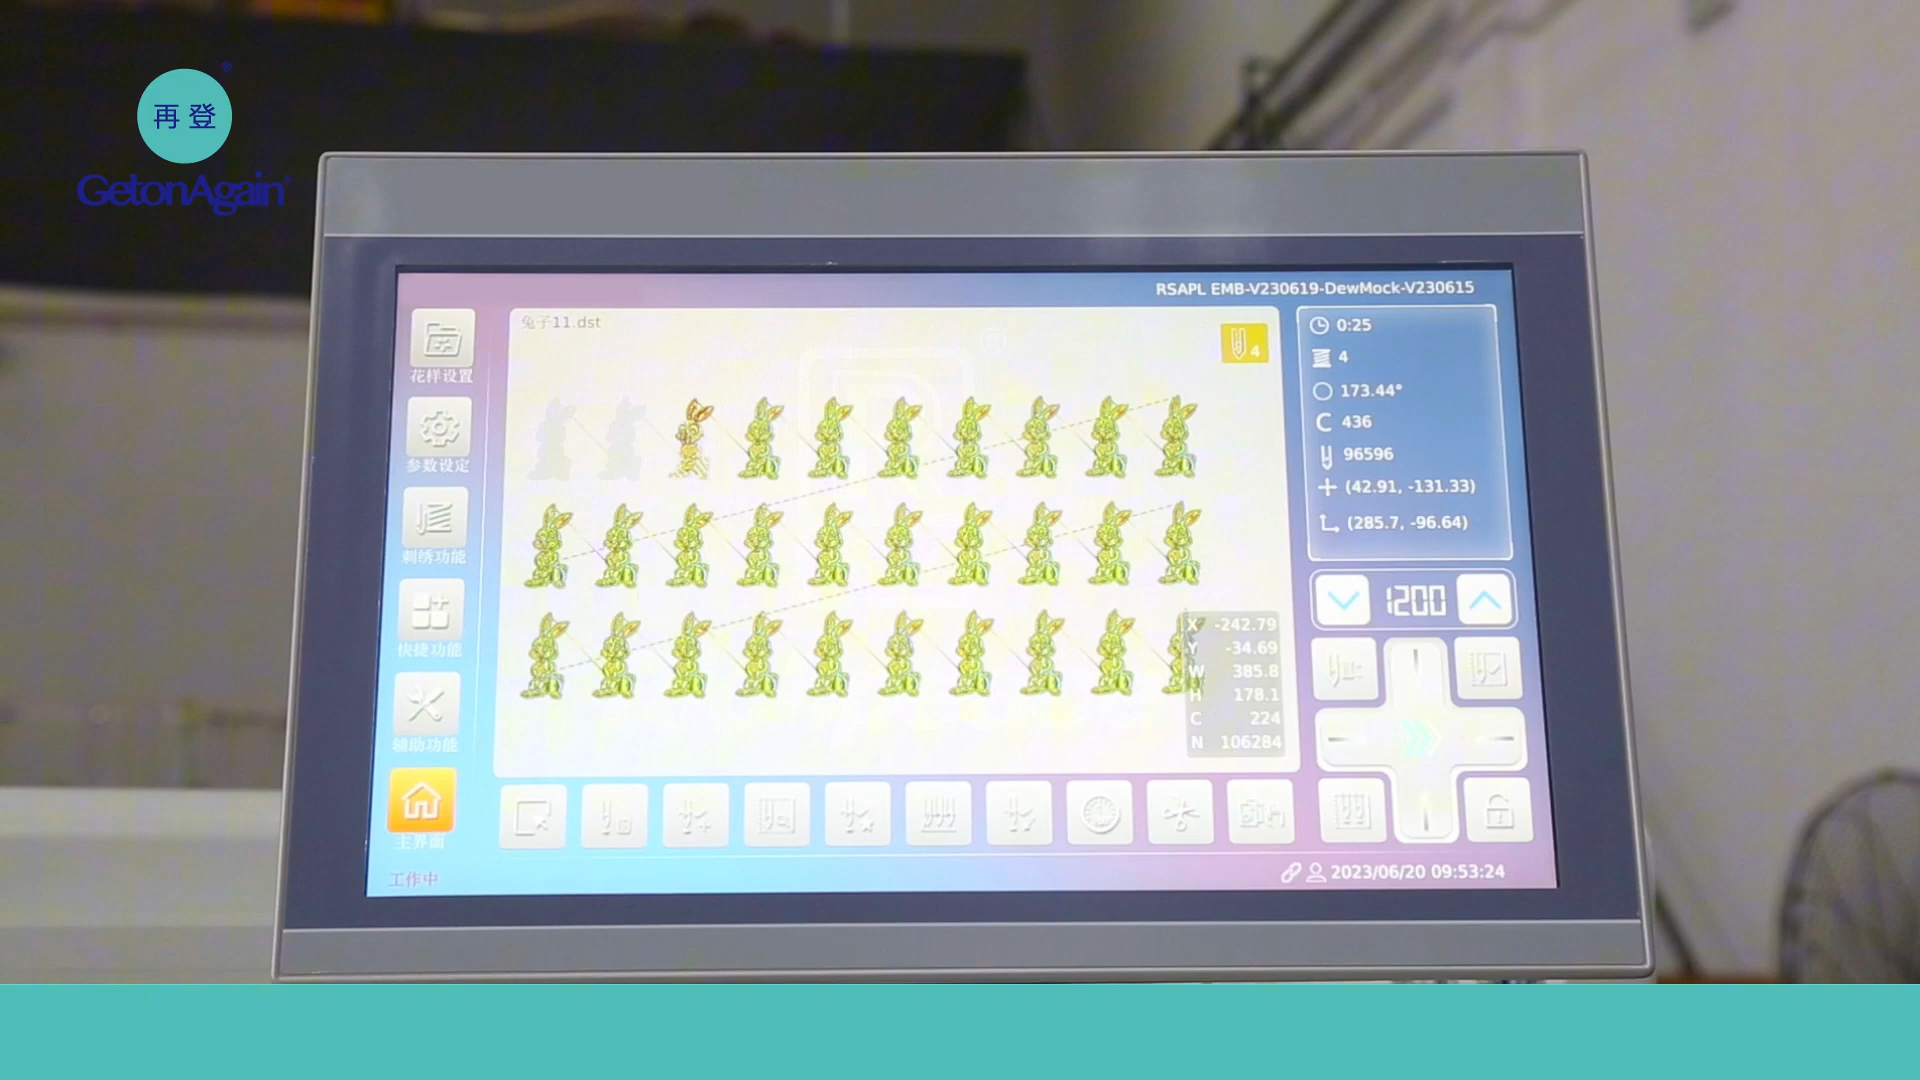 ®
再登
GetonAgain®
RSAPL EMB-V230619-DewMock-V230615
兔子11.dst
4
花样设置
参数设定
刺绣功能
快捷功能
辅助功能
主界面
工作中
0:25
4
173.44°
C 436
96596
(42.91, -131.33)
(285.7, -96.64)
1200
X -242.79
Y -34.69
W 385.8
H 178.1
C 224
N 106284
2023/06/20 09:53:24